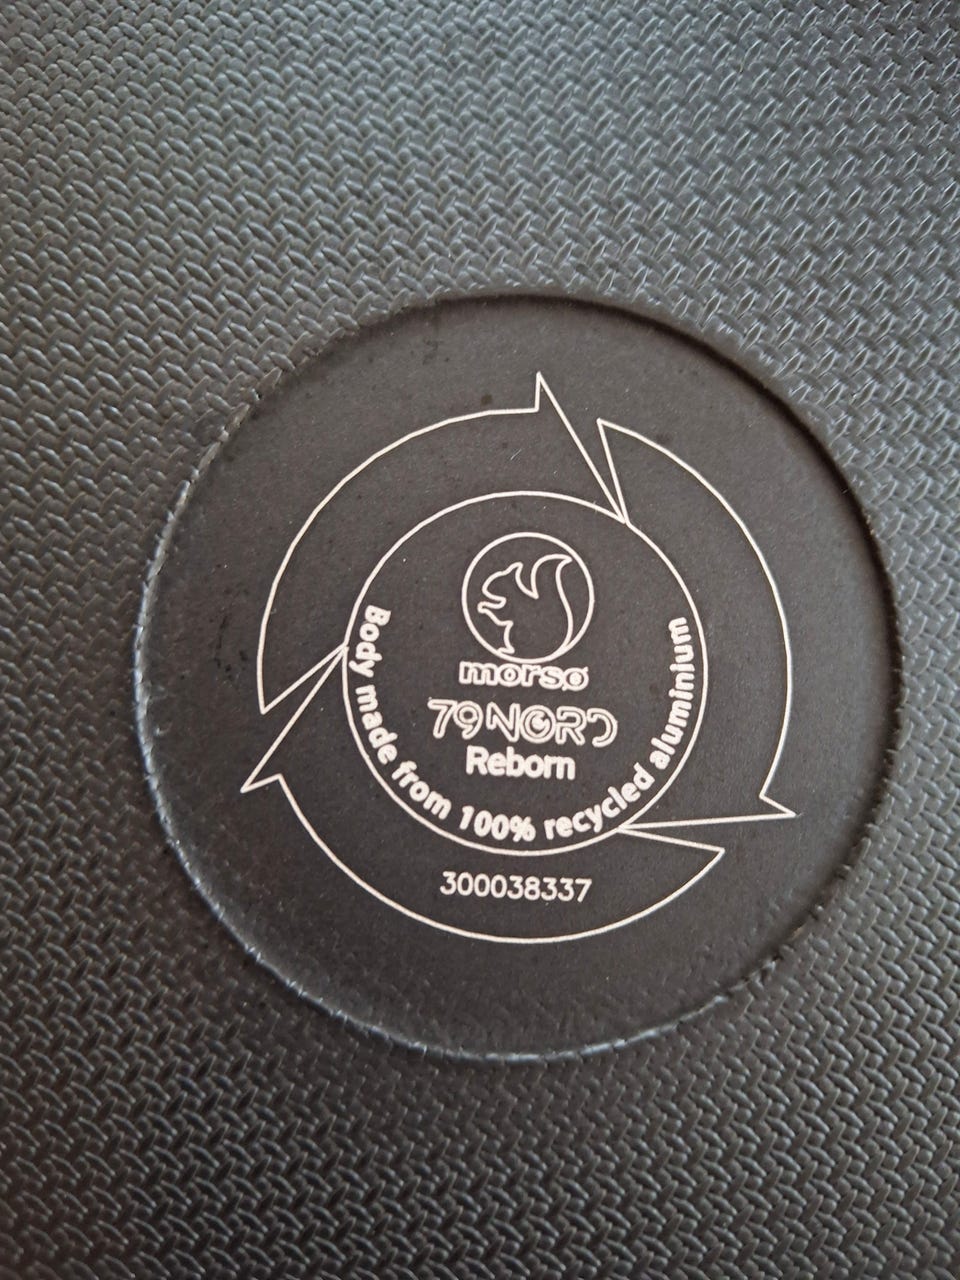 morsø
79NORD
Reborn
Body made from 100% recycled aluminium
300038337